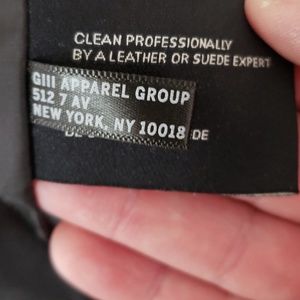 CLEAN PROFESSIONALLY
BY A LEATHER OR SUEDE EXPERT
GIII APPAREL GROUP
512 7 AV
NEW YORK, NY 10018
DE